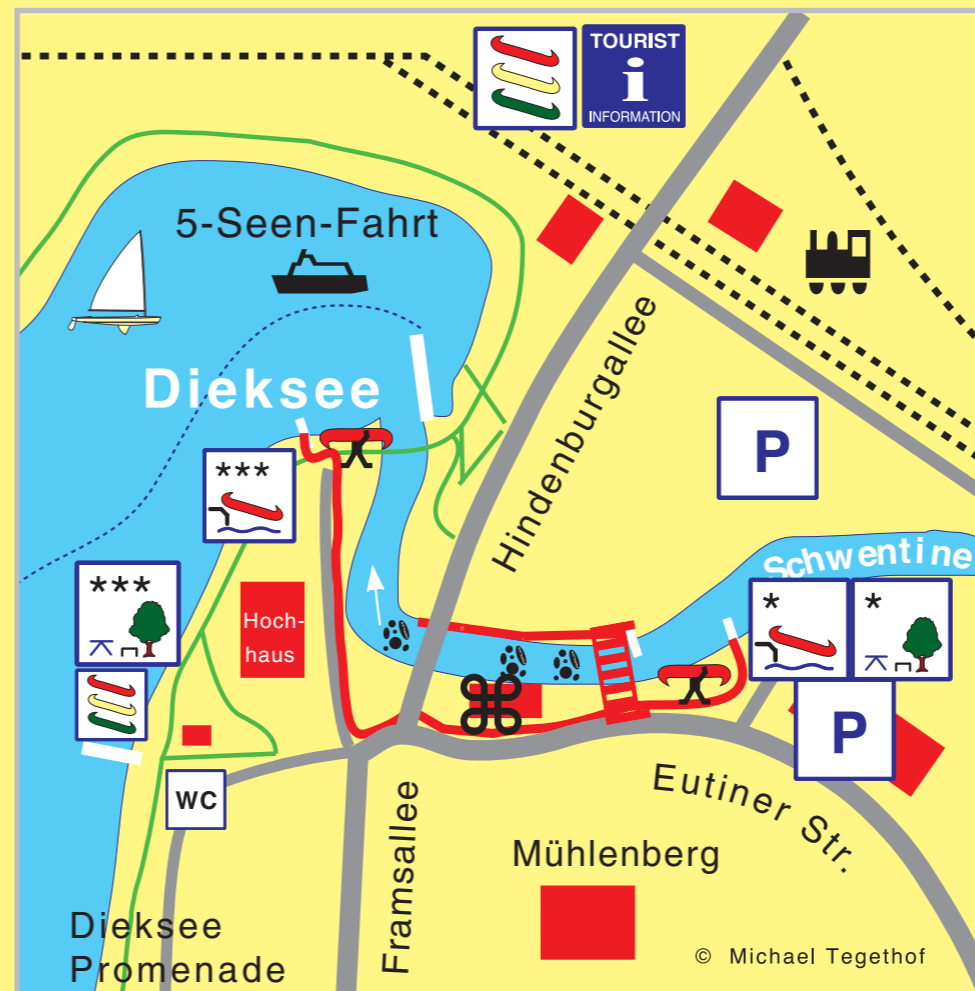 TOURIST
i
INFORMATION
5-Seen-Fahrt
Dieksee
Hindenburgallee
P
Schwentine
***
***
*
*
Hoch-
haus
P
WC
Eutiner Str.
Framsallee
Mühlenberg
Dieksee
Promenade
© Michael Tegethof